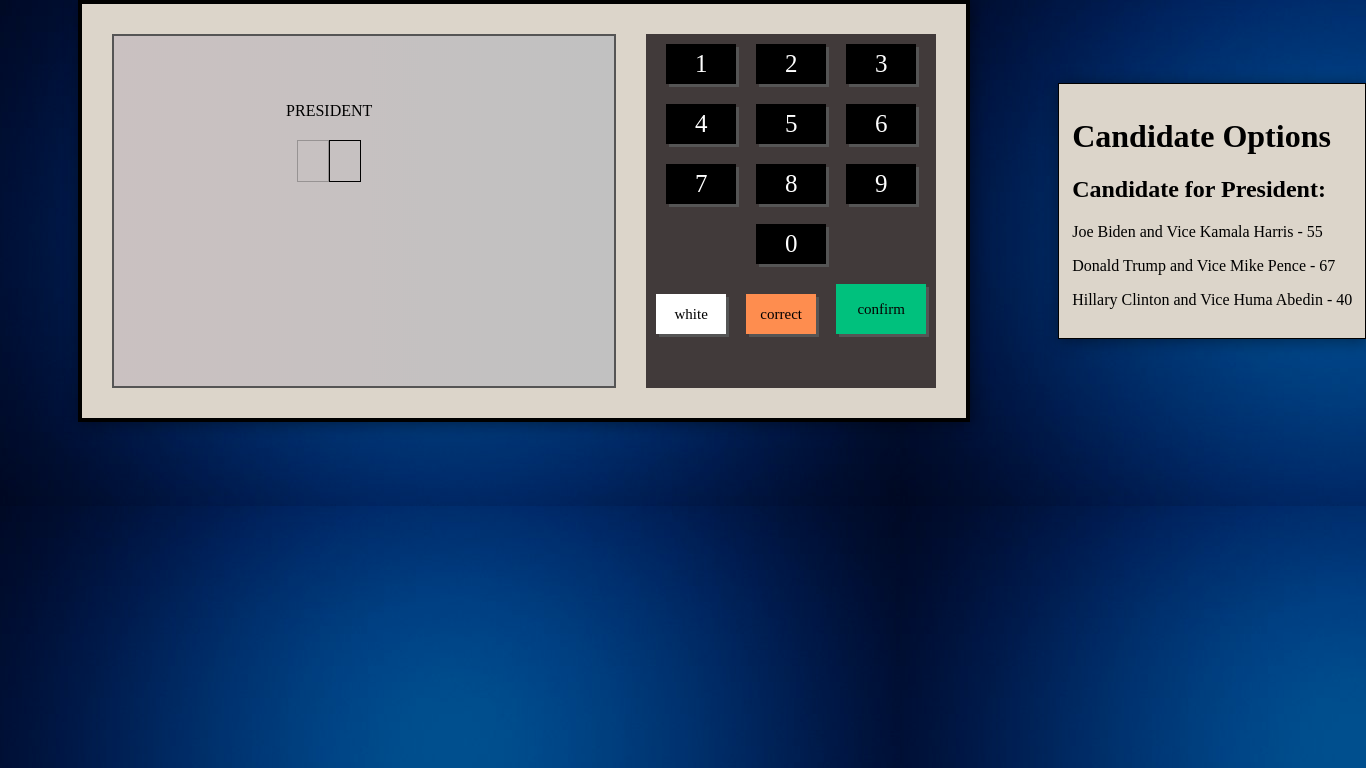 PRESIDENT
1 2 3
4 5 6
7 8 9
0
white correct confirm
Candidate Options
Candidate for President:
Joe Biden and Vice Kamala Harris - 55
Donald Trump and Vice Mike Pence - 67
Hillary Clinton and Vice Huma Abedin - 40